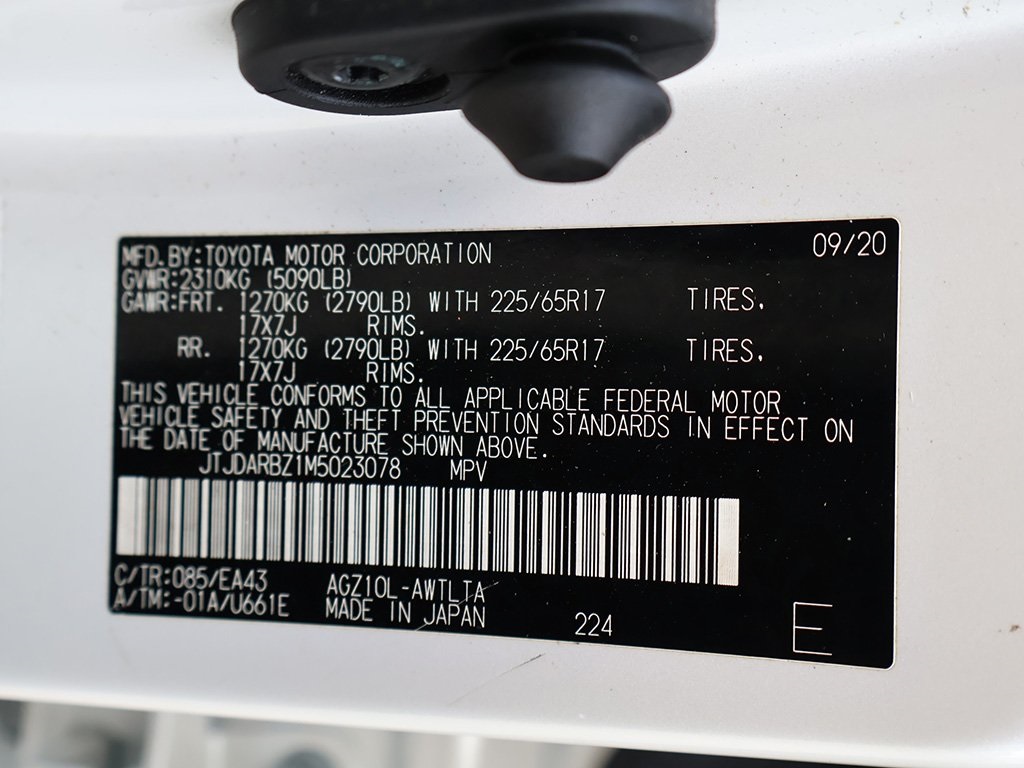 MFD.BY:TOYOTA MOTOR CORPORATION 09/20
GVWR:2310KG (5090LB)
GAWR:FRT. 1270KG (2790LB) WITH 225/65R17 TIRES,
17X7J RIMS.
RR. 1270KG (2790LB) WITH 225/65R17 TIRES,
17X7J RIMS.
THIS VEHICLE CONFORMS TO ALL APPLICABLE FEDERAL MOTOR
VEHICLE SAFETY AND THEFT PREVENTION STANDARDS IN EFFECT ON
THE DATE OF MANUFACTURE SHOWN ABOVE.
JTJDARBZ1M5023078 MPV
C/TR:085/EA43 AGZ10L-AWTLTA
A/TM:-01A/U661E MADE IN JAPAN 224 E